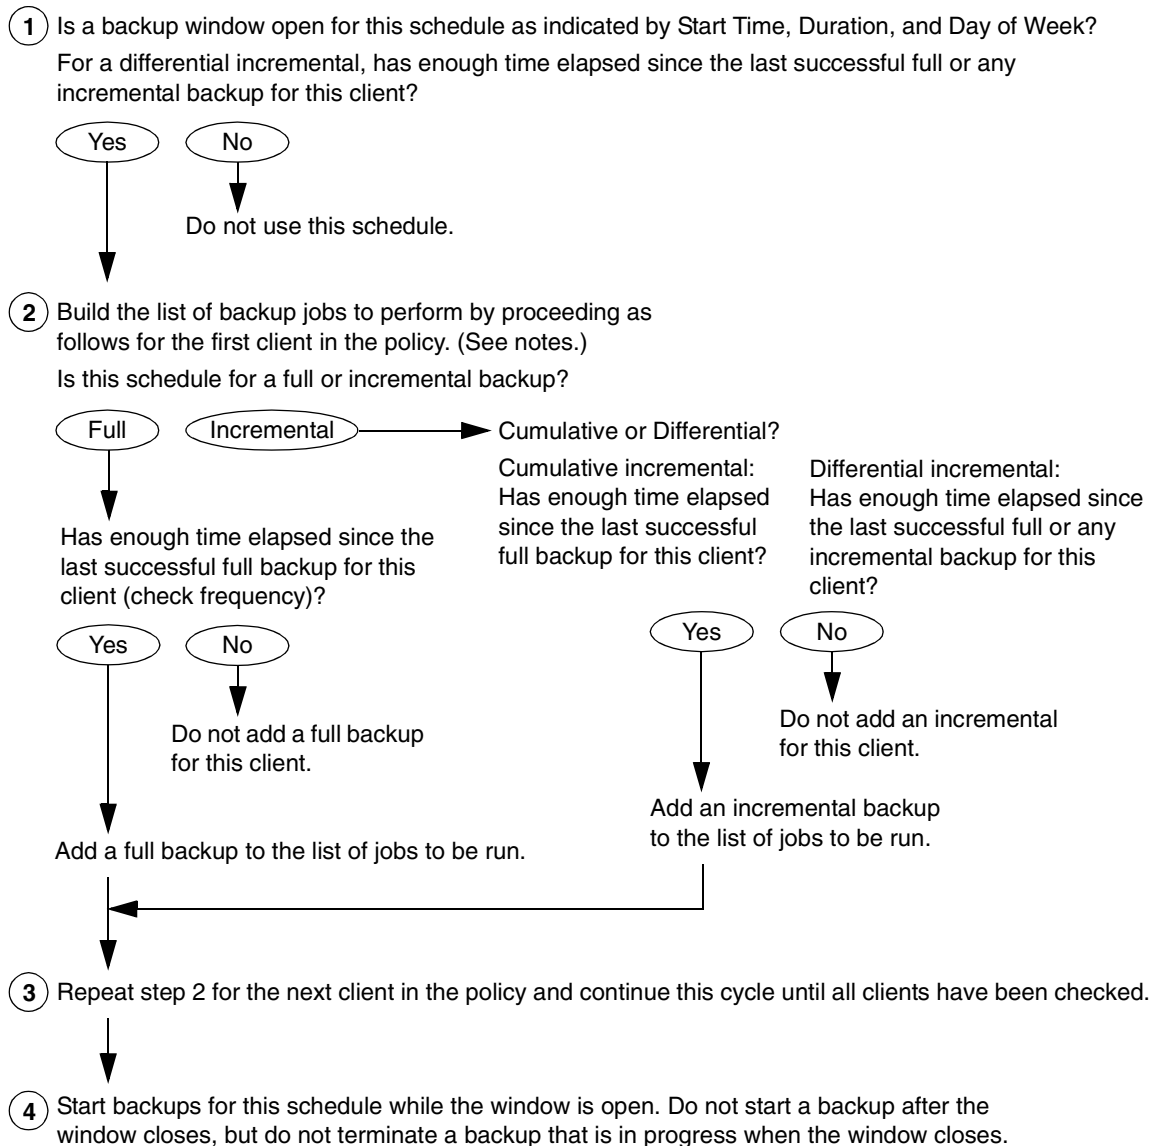 1 Is a backup window open for this schedule as indicated by Start Time, Duration, and Day of Week?
For a differential incremental, has enough time elapsed since the last successful full or any
incremental backup for this client?
Yes No
Do not use this schedule.
2 Build the list of backup jobs to perform by proceeding as
follows for the first client in the policy. (See notes.)
Is this schedule for a full or incremental backup?
Full Incremental
Cumulative or Differential?
Cumulative incremental:
Has enough time elapsed
since the last successful
full backup for this client?
Differential incremental:
Has enough time elapsed since
the last successful full or any
incremental backup for this
client?
Has enough time elapsed since the
last successful full backup for this
client (check frequency)?
Yes No
Do not add a full backup
for this client.
Add a full backup to the list of jobs to be run.
Yes No
Do not add an incremental
for this client.
Add an incremental backup
to the list of jobs to be run.
3 Repeat step 2 for the next client in the policy and continue this cycle until all clients have been checked.
4 Start backups for this schedule while the window is open. Do not start a backup after the
window closes, but do not terminate a backup that is in progress when the window closes.